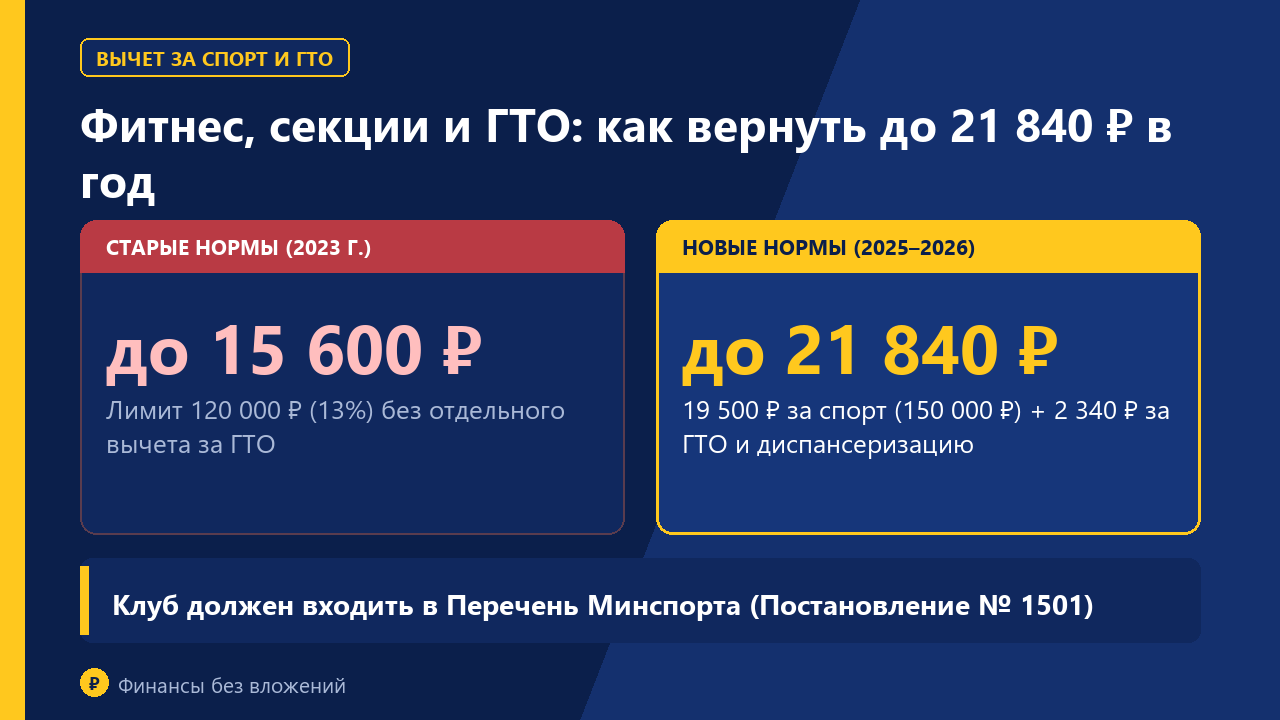 ВЫЧЕТ ЗА СПОРТ И ГТО
Фитнес, секции и ГТО: как вернуть до 21 840 ₽ в
год
СТАРЫЕ НОРМЫ (2023 Г.)
до 15 600 ₽
Лимит 120 000 ₽ (13%) без отдельного
вычета за ГТО
НОВЫЕ НОРМЫ (2025–2026)
до 21 840 ₽
19 500 ₽ за спорт (150 000 ₽) + 2 340 ₽ за
ГТО и диспансеризацию
Клуб должен входить в Перечень Минспорта (Постановление № 1501)
₽ Финансы без вложений